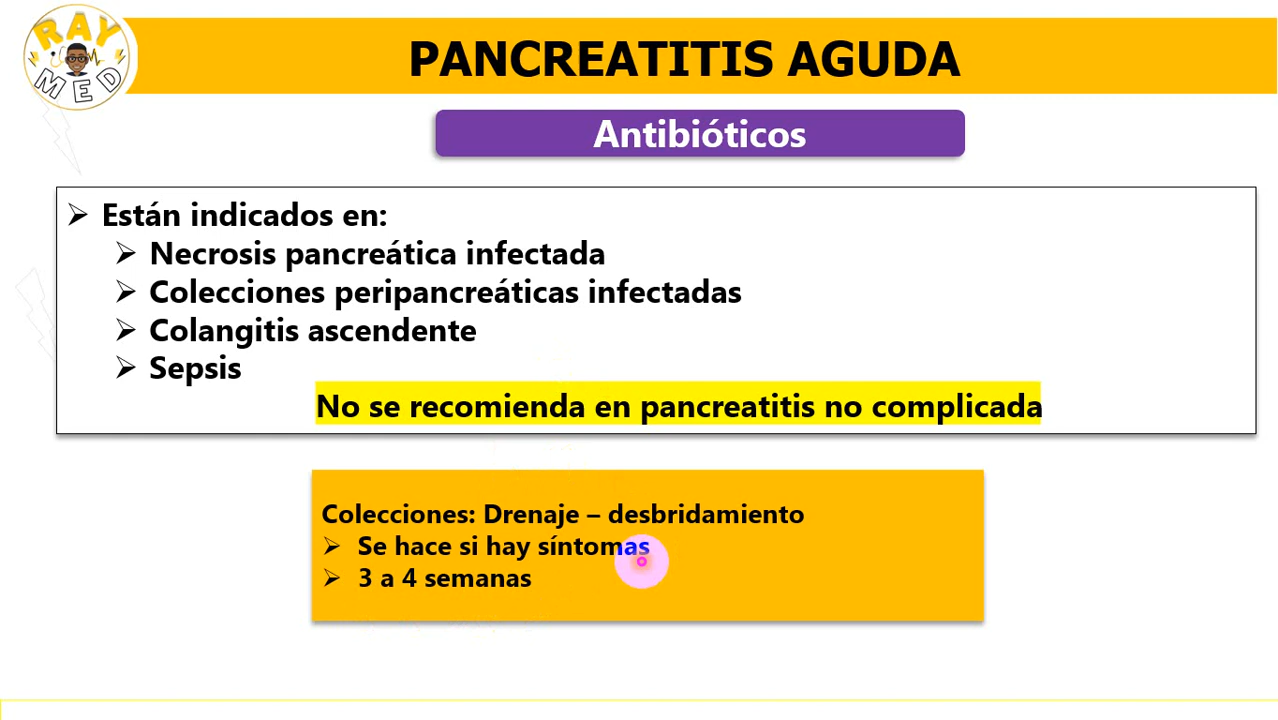 RAY
MED
PANCREATITIS AGUDA
Antibióticos
Están indicados en:
Necrosis pancreática infectada
Colecciones peripancreáticas infectadas
Colangitis ascendente
Sepsis
No se recomienda en pancreatitis no complicada
Colecciones: Drenaje – desbridamiento
Se hace si hay síntomas
3 a 4 semanas